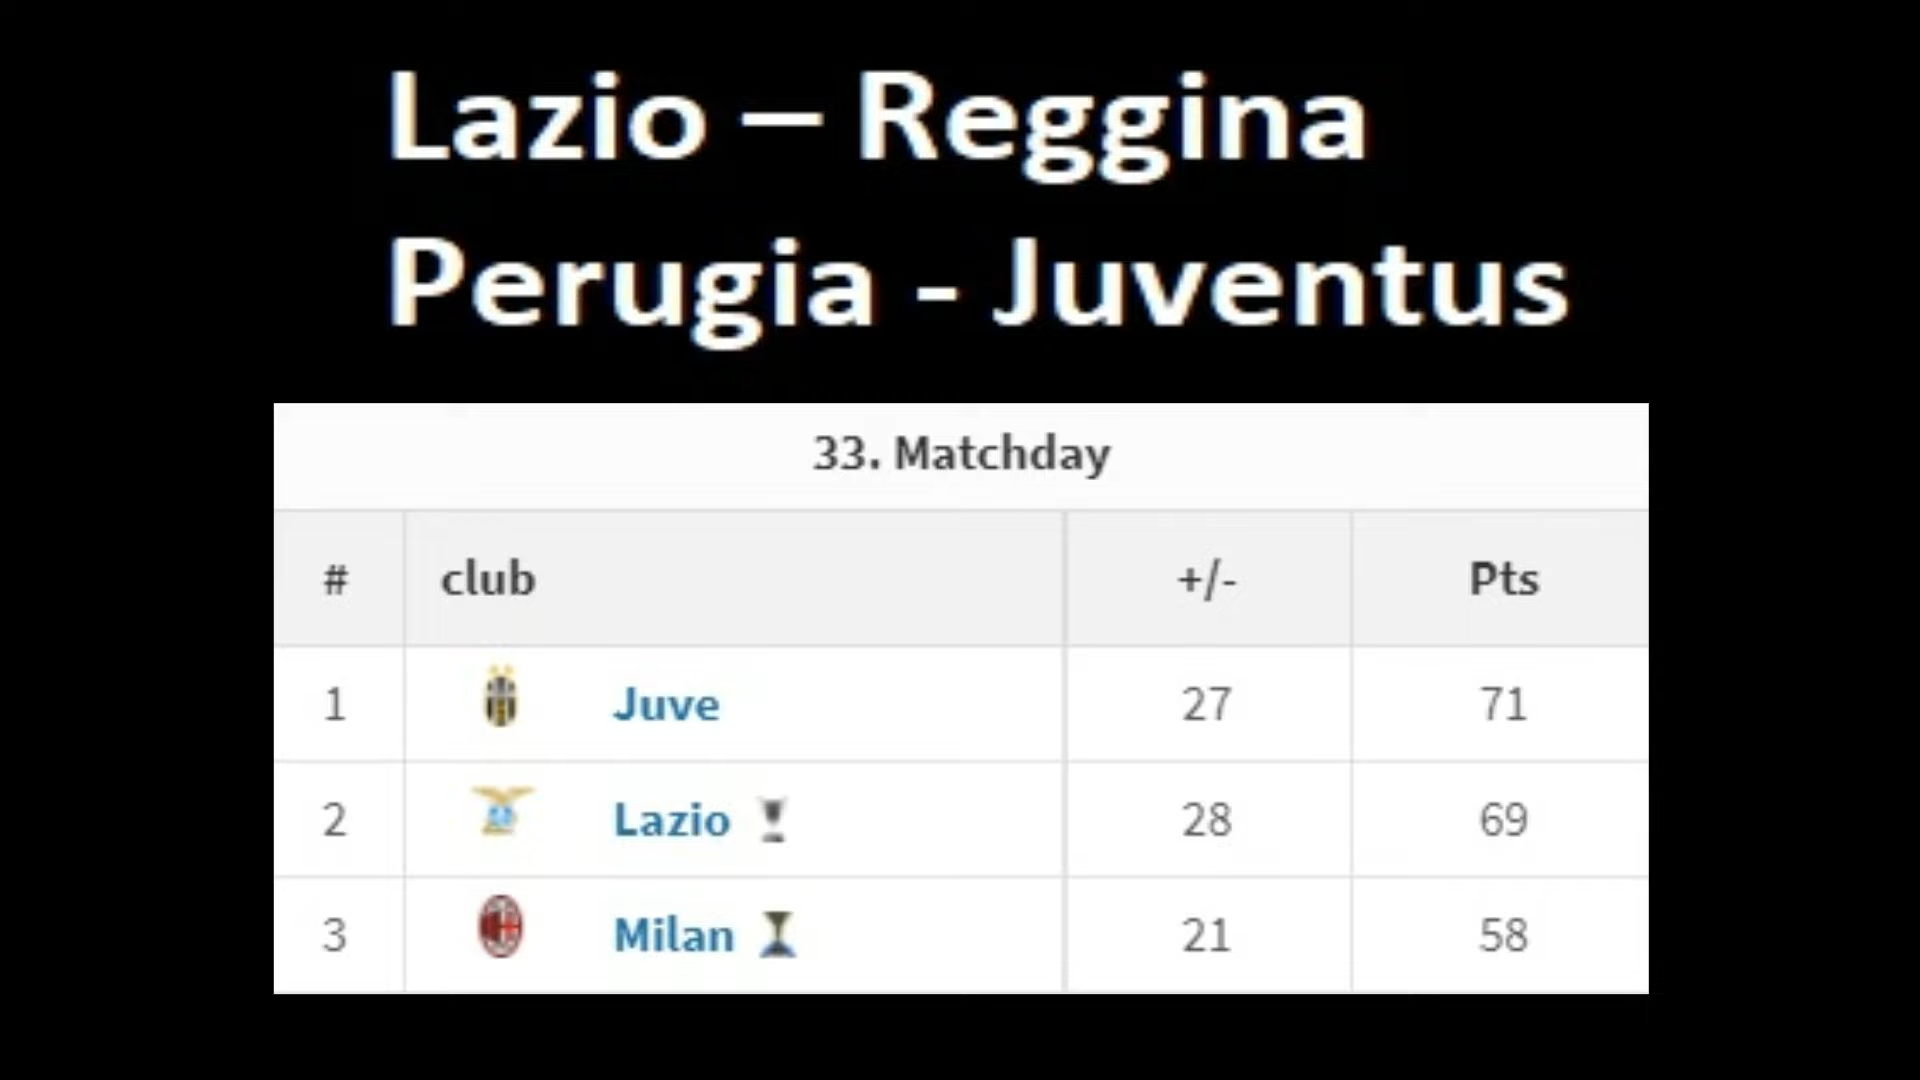 Lazio – Reggina
Perugia - Juventus
33. Matchday
# club +/- Pts
1 Juve 27 71
2 Lazio 28 69
3 Milan 21 58